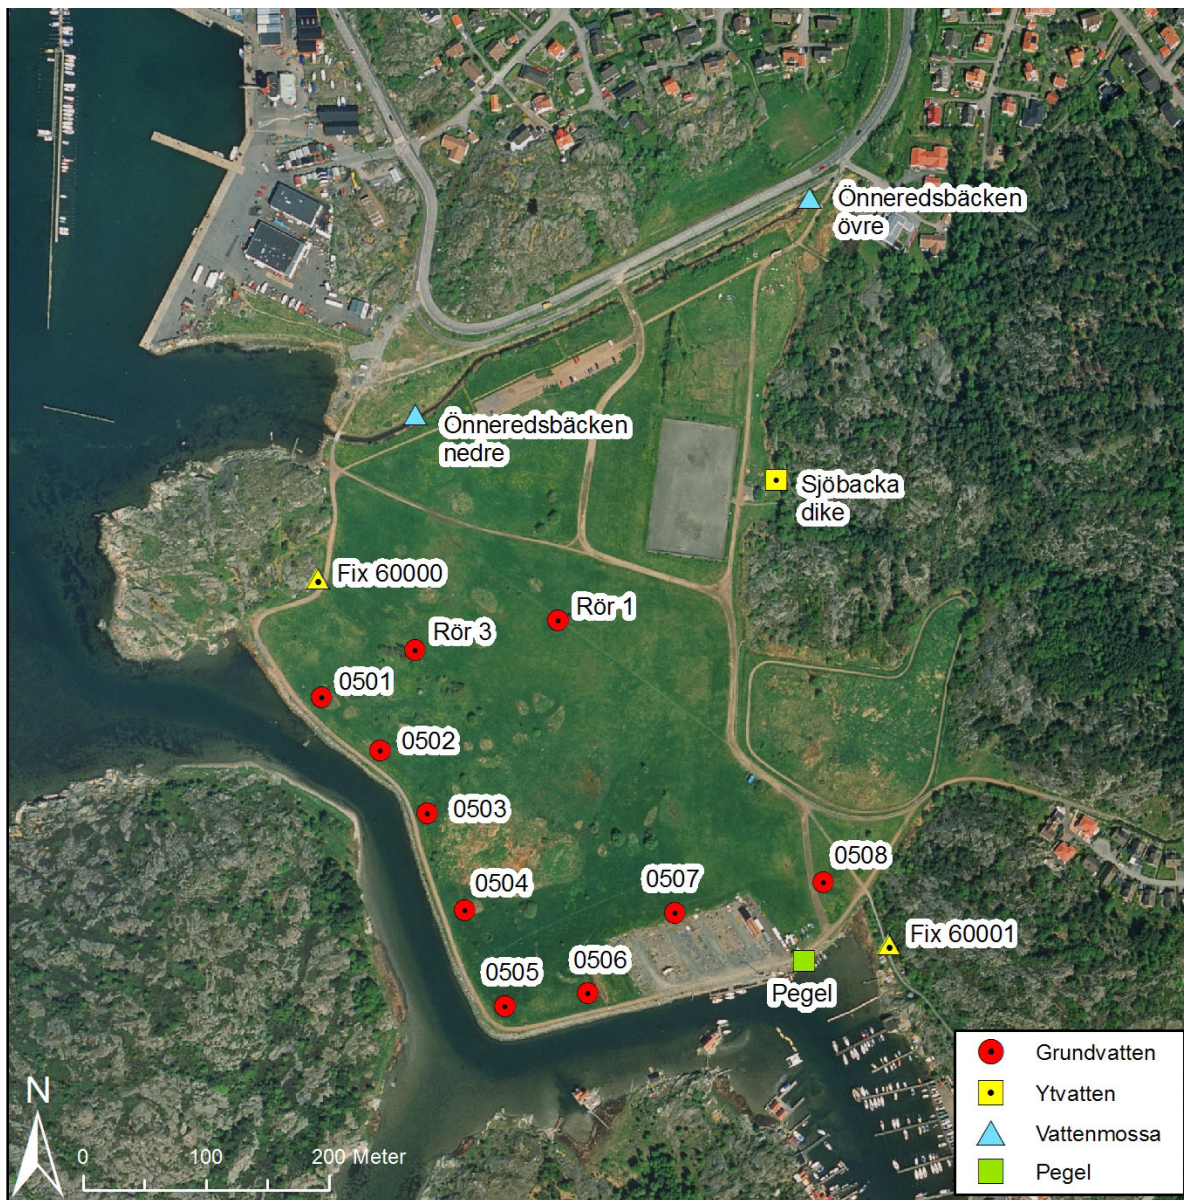 Önneredsbäcken
övre
Önneredsbäcken
nedre
Sjöbacka
dike
Fix 60000
Rör 1
Rör 3
0501
0502
0503
0504
0505
0506
0507
0508
Fix 60001
Pegel
N
0 100 200 Meter
Grundvatten
Ytvatten
Vattenmossa
Pegel